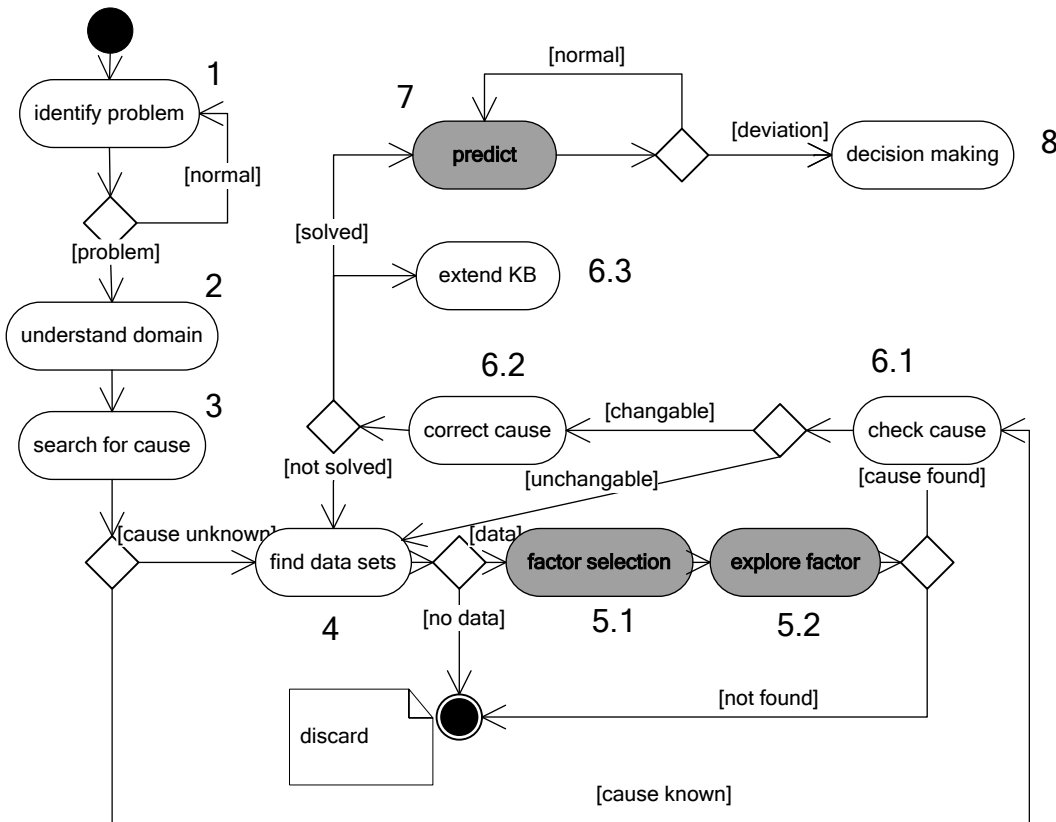 1
identify problem
[normal]
[problem]
2
understand domain
3
search for cause
[cause unknown]
find data sets
4
[data]
[no data]
factor selection
5.1
explore factor
5.2
[cause found]
[not found]
discard
[cause known]
check cause
6.1
[changable]
[unchangable]
correct cause
6.2
[not solved]
[solved]
extend KB
6.3
7
predict
[normal]
[deviation]
decision making
8